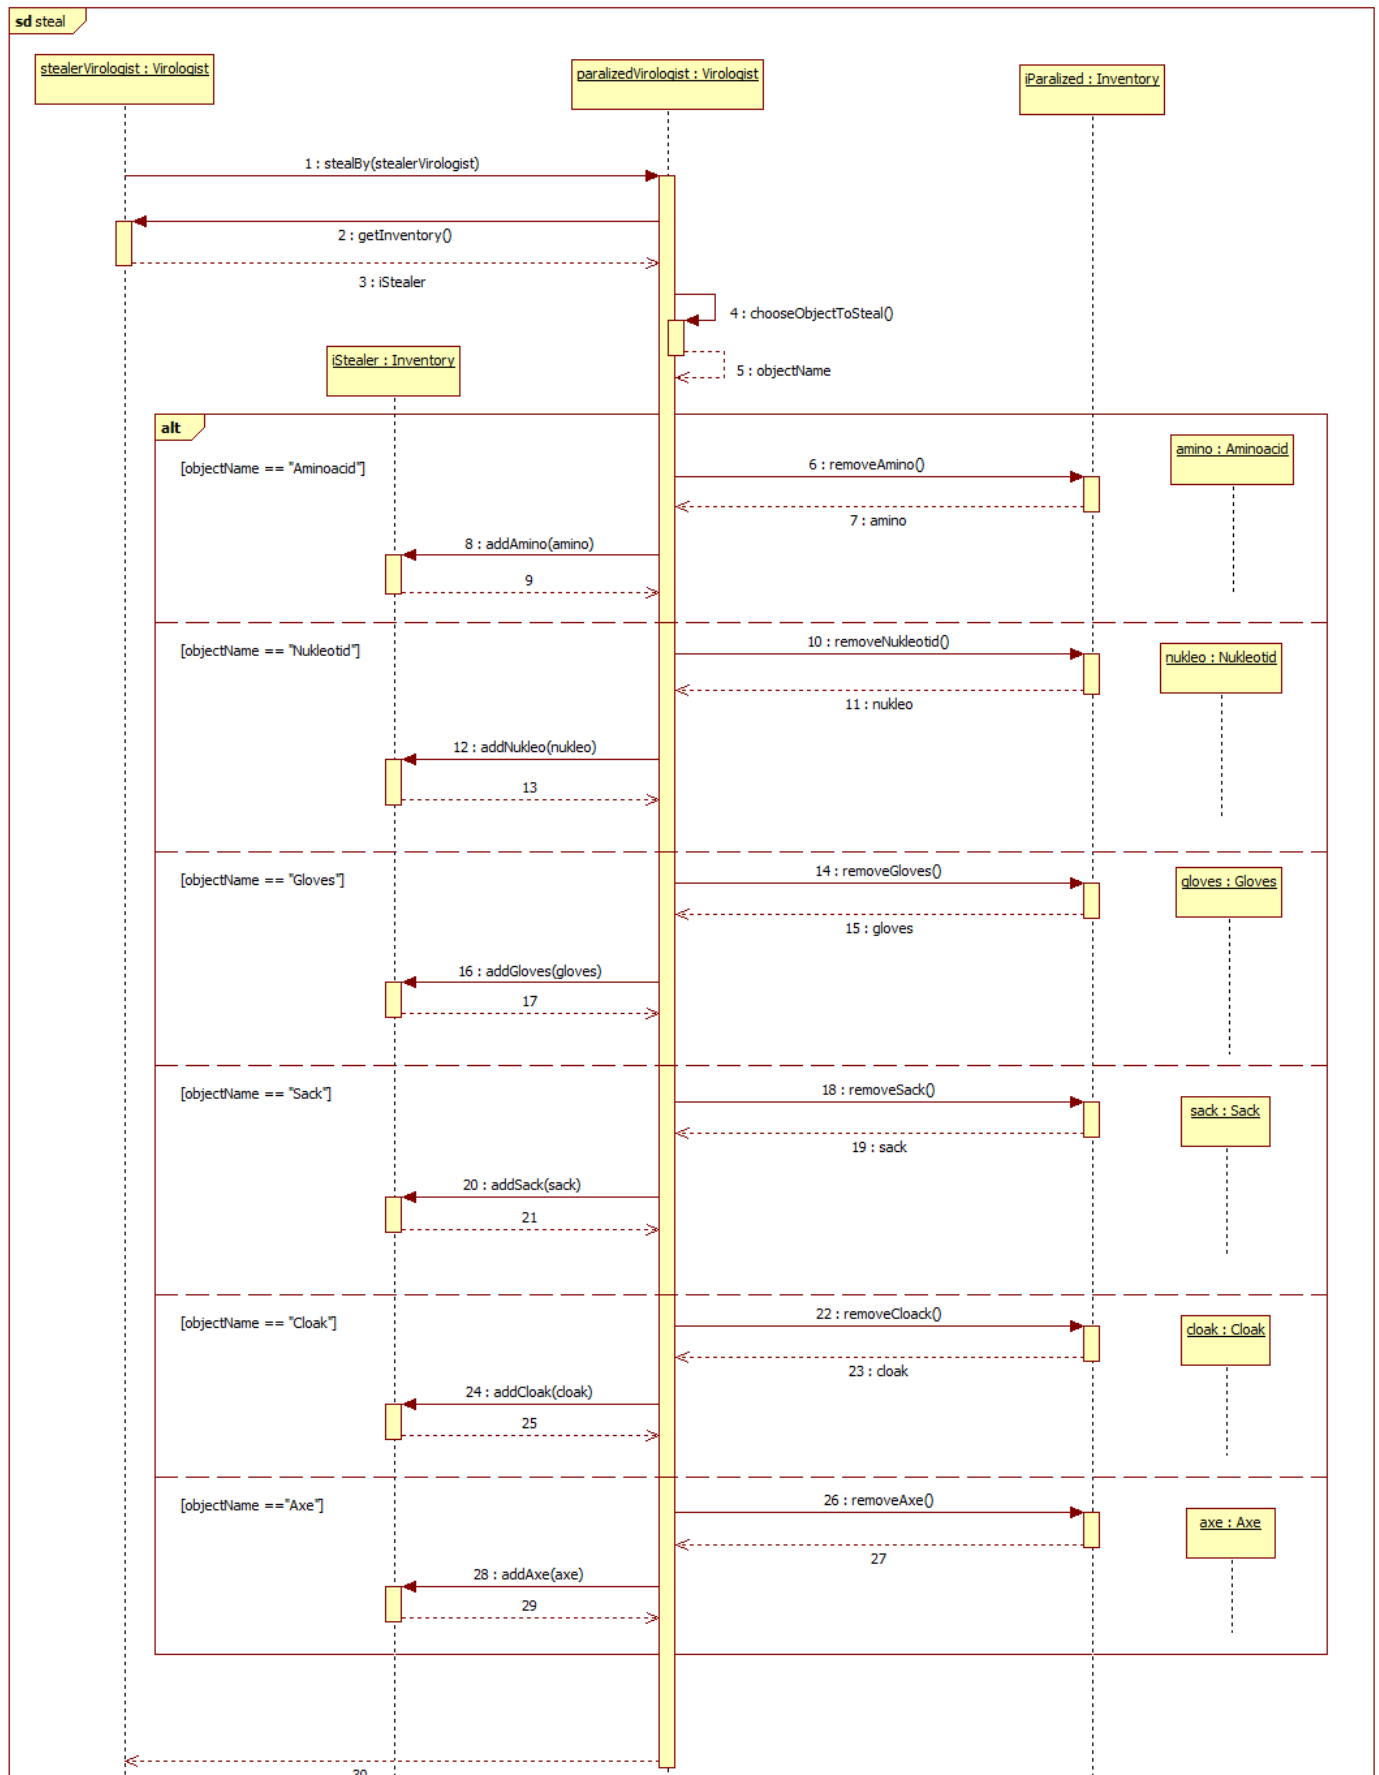 sd steal
stealerVirologist : Virologist
paralizedVirologist : Virologist
iParalized : Inventory
1 : stealBy(stealerVirologist)
2 : getInventory()
3 : iStealer
4 : chooseObjectToSteal()
5 : objectName
iStealer : Inventory
alt
[objectName == "Aminoacid"]
6 : removeAmino()
amino : Aminoacid
7 : amino
8 : addAmino(amino)
9
[objectName == "Nukleotid"]
10 : removeNukleotid()
nukleo : Nukleotid
11 : nukleo
12 : addNukleo(nukleo)
13
[objectName == "Gloves"]
14 : removeGloves()
gloves : Gloves
15 : gloves
16 : addGloves(gloves)
17
[objectName == "Sack"]
18 : removeSack()
sack : Sack
19 : sack
20 : addSack(sack)
21
[objectName == "Cloak"]
22 : removeCloack()
cloak : Cloak
23 : cloak
24 : addCloak(cloak)
25
[objectName =="Axe"]
26 : removeAxe()
axe : Axe
27
28 : addAxe(axe)
29
30